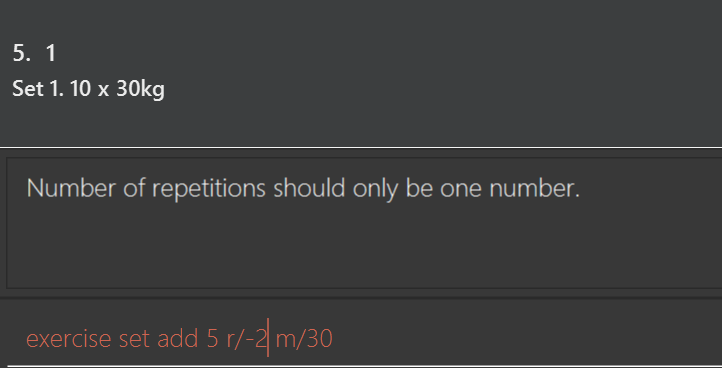 5. 1
Set 1. 10 x 30kg
Number of repetitions should only be one number.
exercise set add 5 r/-2 m/30